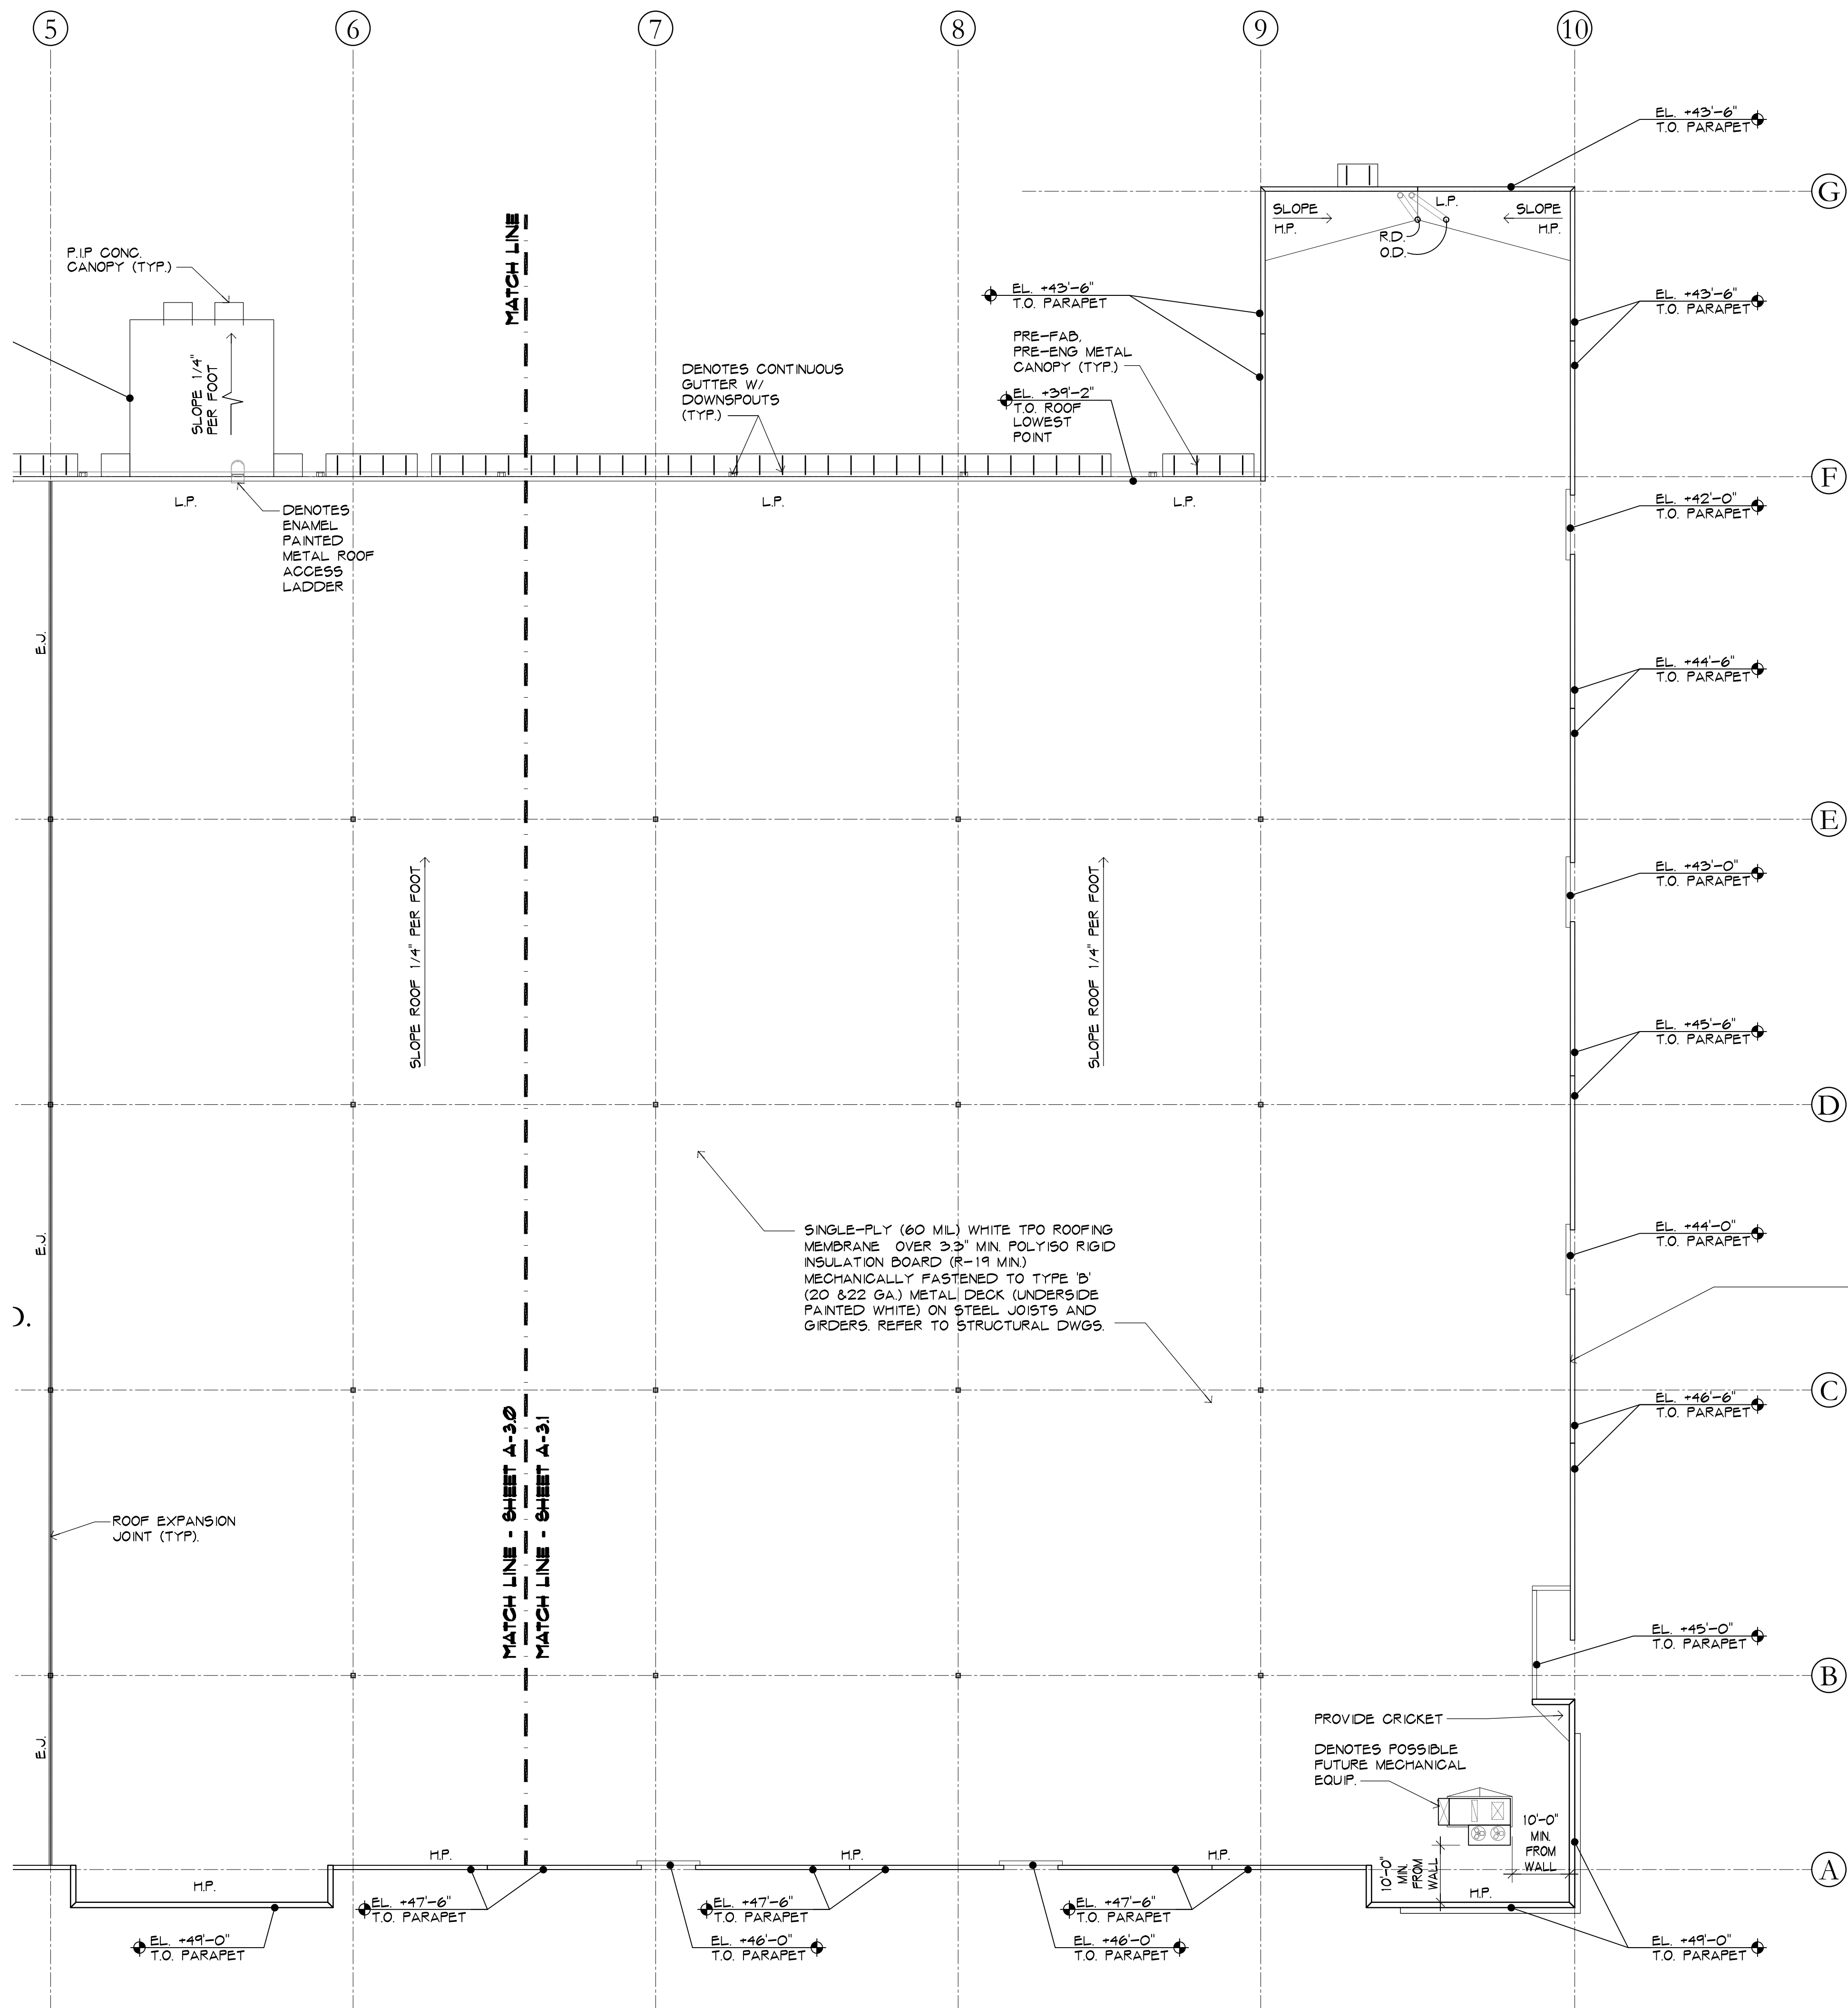 5
6
7
8
9
10
EL. +43'-6"
T.O. PARAPET
G
SLOPE
H.P.
L.P.
SLOPE
H.P.
R.D.
O.D.
MATCH LINE
P.I.P CONC.
CANOPY (TYP.)
EL. +43'-6"
T.O. PARAPET
EL. +43'-6"
T.O. PARAPET
PRE-FAB,
PRE-ENG METAL
CANOPY (TYP.)
SLOPE 1/4"
PER FOOT
DENOTES CONTINUOUS
GUTTER W/
DOWNSPOUTS
(TYP.)
EL. +39'-2"
T.O. ROOF
LOWEST
POINT
F
L.P.
L.P.
L.P.
DENOTES
ENAMEL
PAINTED
METAL ROOF
ACCESS
LADDER
EL. +42'-0"
T.O. PARAPET
E.J.
EL. +44'-6"
T.O. PARAPET
E
SLOPE ROOF 1/4" PER FOOT
SLOPE ROOF 1/4" PER FOOT
EL. +43'-0"
T.O. PARAPET
EL. +45'-6"
T.O. PARAPET
D
SINGLE-PLY (60 MIL) WHITE TPO ROOFING
MEMBRANE OVER 3.3" MIN. POLYISO RIGID
INSULATION BOARD (R-19 MIN.)
MECHANICALLY FASTENED TO TYPE 'B'
(20 &22 GA.) METAL DECK (UNDERSIDE
PAINTED WHITE) ON STEEL JOISTS AND
GIRDERS. REFER TO STRUCTURAL DWGS.
E.J.
EL. +44'-0"
T.O. PARAPET
D.
C
EL. +46'-6"
T.O. PARAPET
MATCH LINE - SHEET A-3.0
MATCH LINE - SHEET A-3.1
ROOF EXPANSION
JOINT (TYP).
EL. +45'-0"
T.O. PARAPET
B
PROVIDE CRICKET
E.J.
DENOTES POSSIBLE
FUTURE MECHANICAL
EQUIP.
10'-0"
MIN.
FROM
WALL
10'-0"
MIN.
FROM
WALL
H.P.
H.P.
H.P.
A
H.P.
H.P.
EL. +47'-6"
T.O. PARAPET
EL. +47'-6"
T.O. PARAPET
EL. +47'-6"
T.O. PARAPET
EL. +49'-0"
T.O. PARAPET
EL. +46'-0"
T.O. PARAPET
EL. +46'-0"
T.O. PARAPET
EL. +49'-0"
T.O. PARAPET